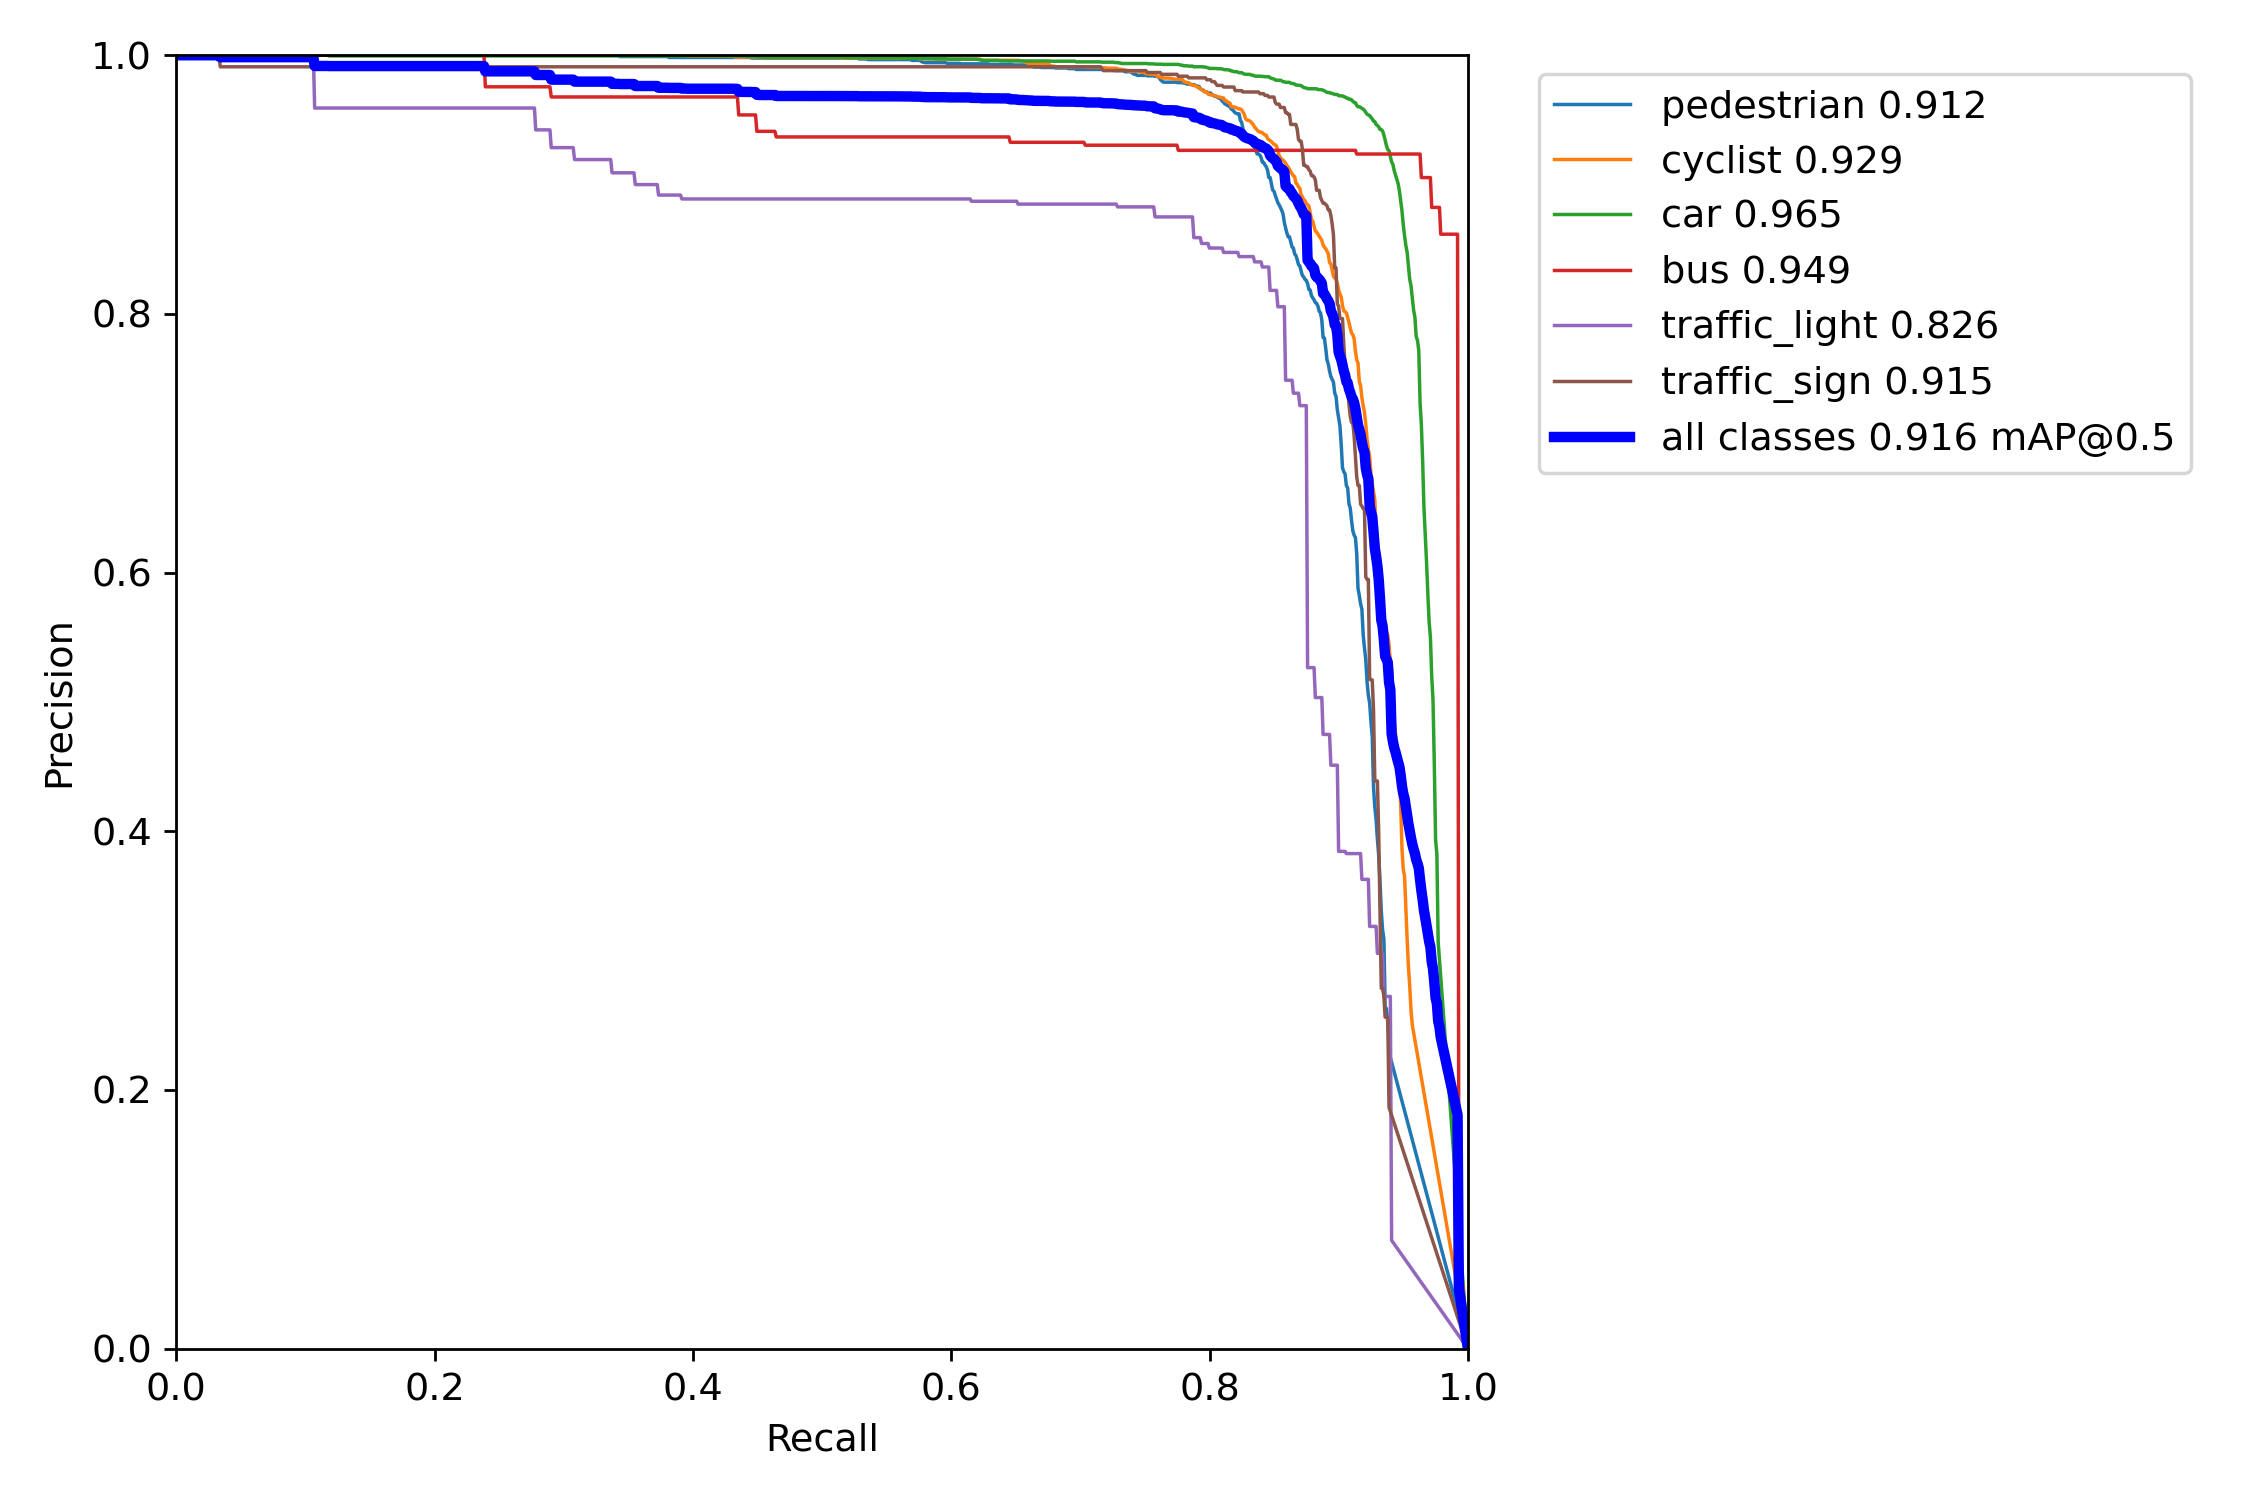 1.0
0.8
0.6
0.4
0.2
0.0
Precision
0.0 0.2 0.4 0.6 0.8 1.0
Recall
pedestrian 0.912
cyclist 0.929
car 0.965
bus 0.949
traffic_light 0.826
traffic_sign 0.915
all classes 0.916 mAP@0.5